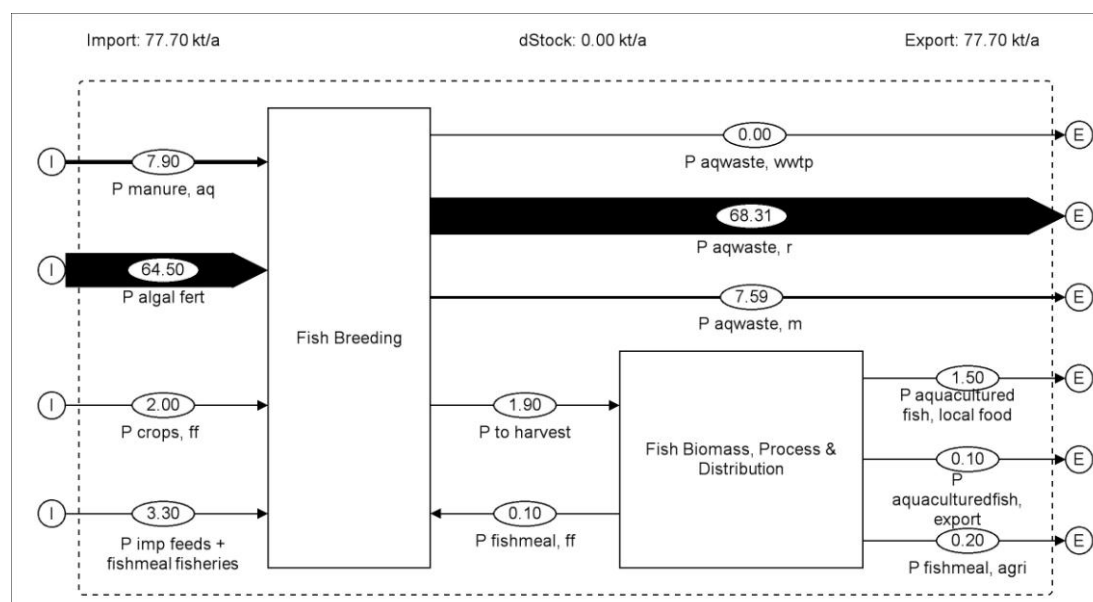 Import: 77.70 kt/a
dStock: 0.00 kt/a
Export: 77.70 kt/a
I
7.90
P manure, aq
I
64.50
P algal fert
I
2.00
P crops, ff
I
3.30
P imp feeds +
fishmeal fisheries
Fish Breeding
0.00
P aqwaste, wwtp
E
68.31
P aqwaste, r
E
7.59
P aqwaste, m
E
1.90
P to harvest
0.10
P fishmeal, ff
Fish Biomass, Process &
Distribution
1.50
P aquacultured
fish, local food
E
0.10
P
aquaculturedfish,
export
E
0.20
P fishmeal, agri
E